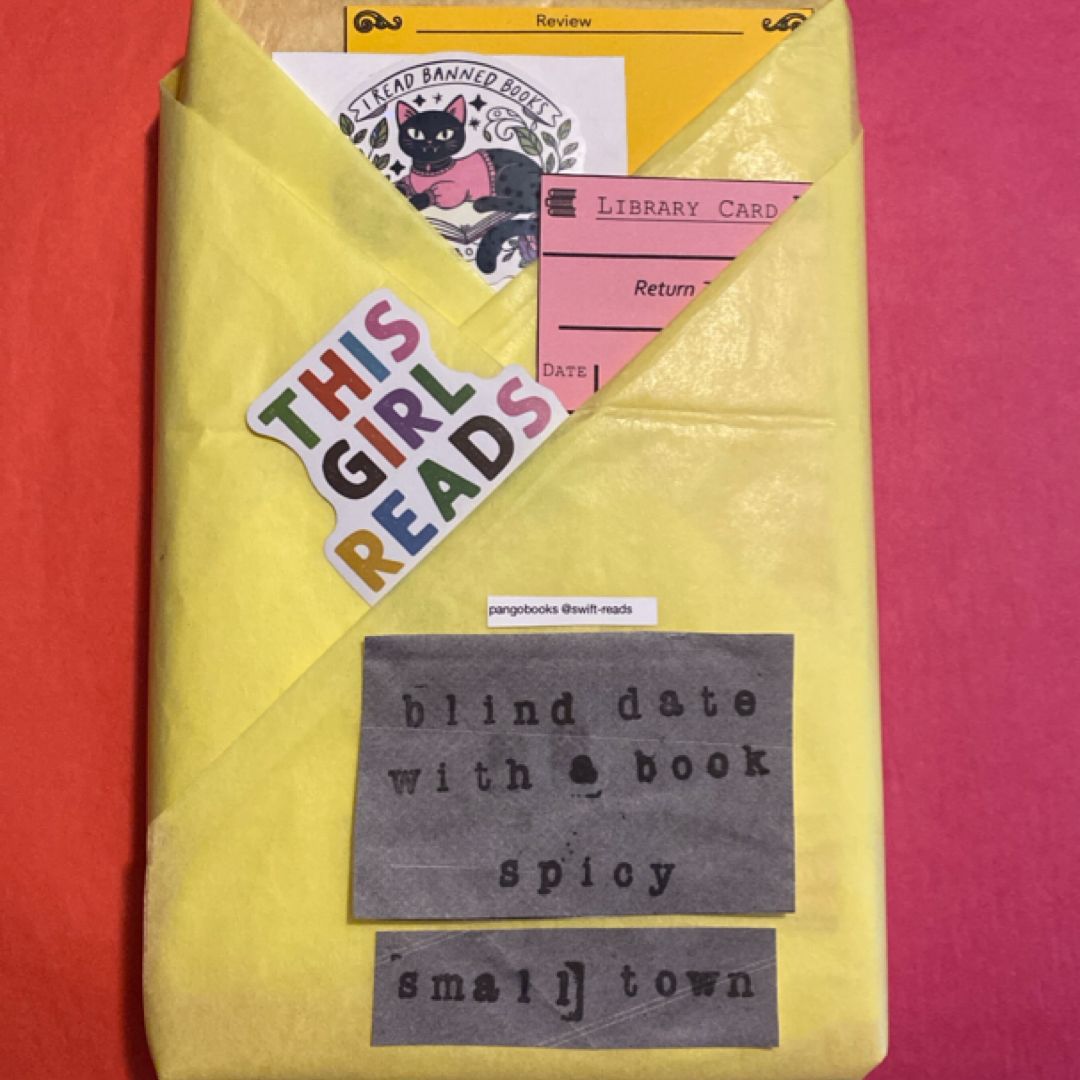 Review
I READ BANNED BOOKS
LIBRARY CARD
Return
DATE
THIS
GIRL
READS
pangobooks @swift-reads
blind date
with a book
spicy
small town